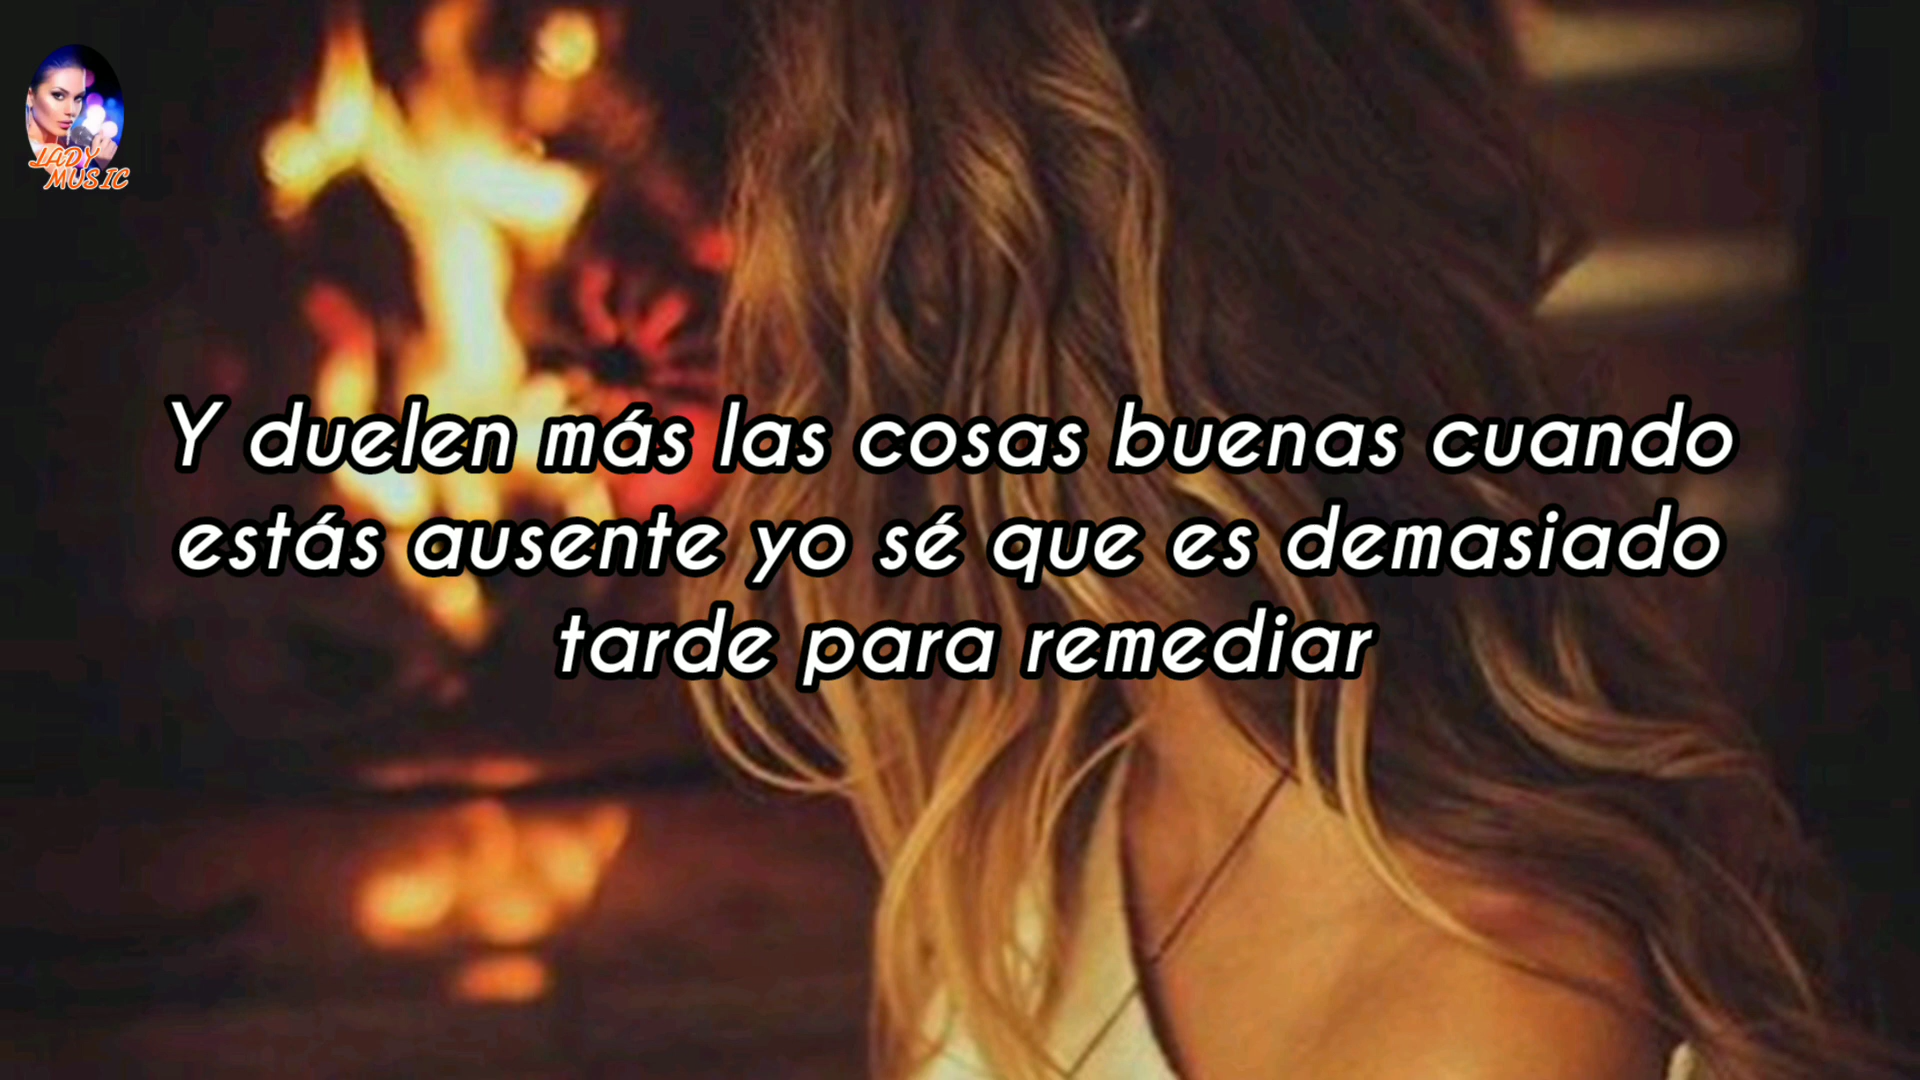 LADY
MUSIC
Y duelen más las cosas buenas cuando
estás ausente yo sé que es demasiado
tarde para remediar